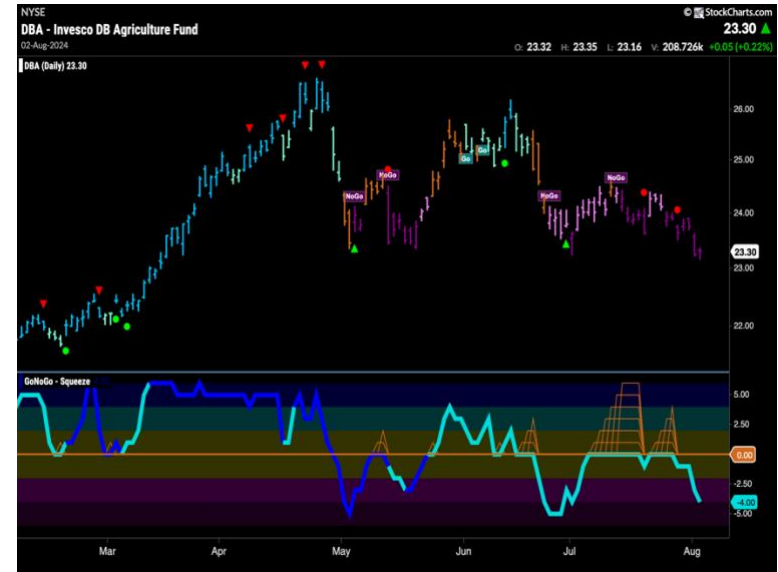 NYSE
© StockCharts.com
DBA - Invesco DB Agriculture Fund
23.30
02-Aug-2024
O: 23.32 H: 23.35 L: 23.16 V: 208.726k +0.05 (+0.22%)
DBA (Daily) 23.30
26.00
Go
Go
25.00
NoGo
NoGo
NoGo
NoGo
24.00
23.30
23.00
22.00
GoNoGo - Squeeze
5.00
2.50
0.00
-2.50
-4.00
-5.00
Mar Apr May Jun Jul Aug